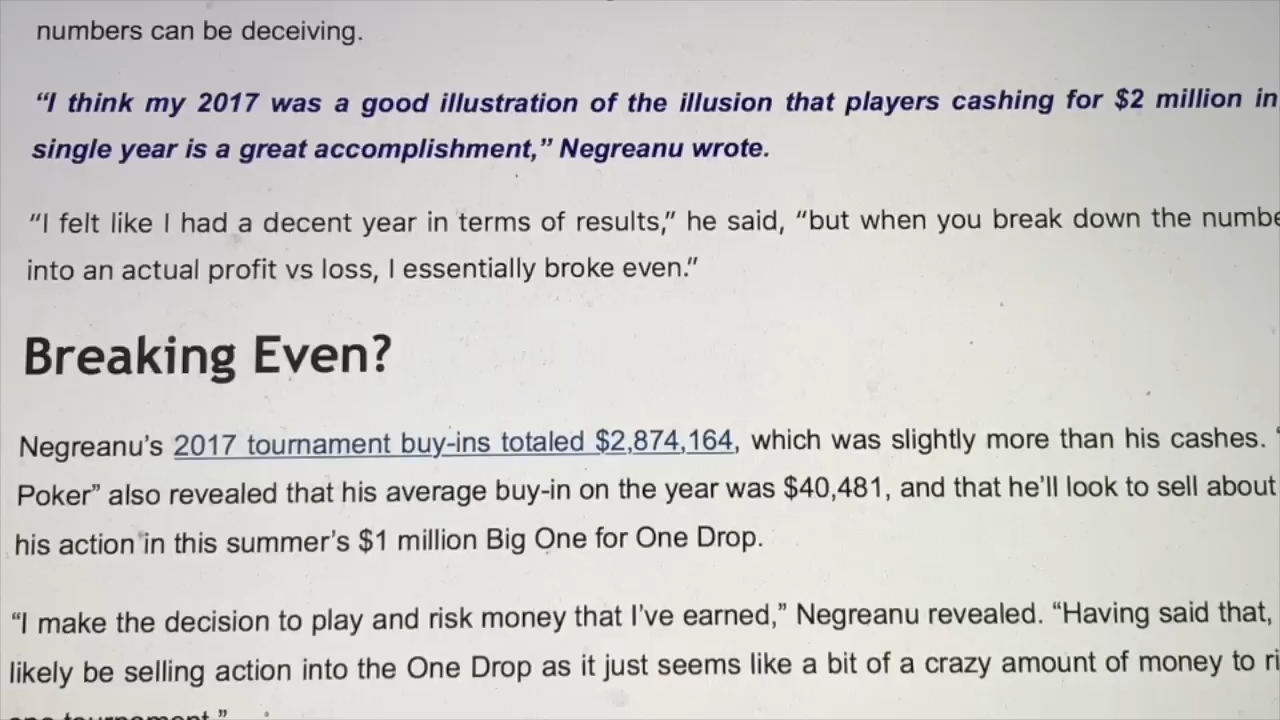 numbers can be deceiving.
“I think my 2017 was a good illustration of the illusion that players cashing for $2 million in
single year is a great accomplishment,” Negreanu wrote.
“I felt like I had a decent year in terms of results,” he said, “but when you break down the numbe
into an actual profit vs loss, I essentially broke even.”
Breaking Even?
Negreanu’s 2017 tournament buy-ins totaled $2,874,164, which was slightly more than his cashes. “
Poker” also revealed that his average buy-in on the year was $40,481, and that he’ll look to sell about
his action in this summer’s $1 million Big One for One Drop.
“I make the decision to play and risk money that I’ve earned,” Negreanu revealed. “Having said that,
likely be selling action into the One Drop as it just seems like a bit of a crazy amount of money to ri
one tournament.”